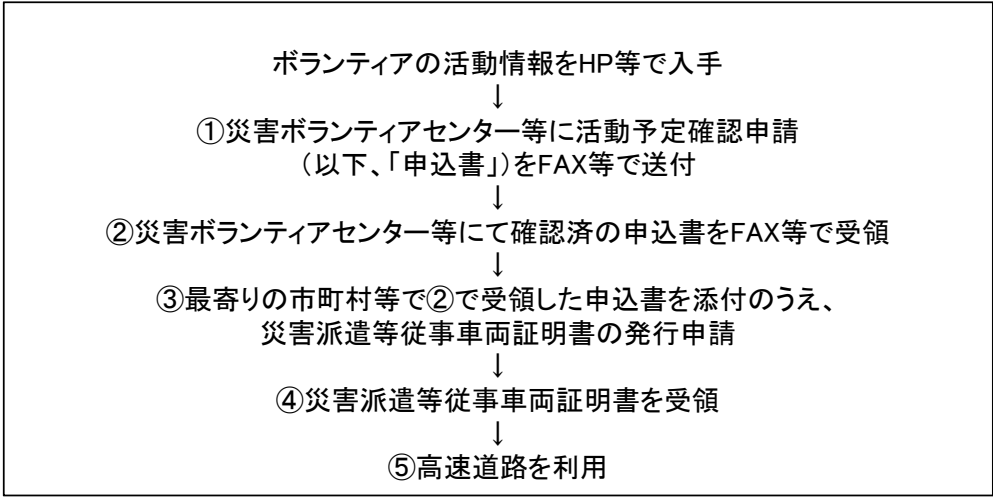 ボランティアの活動情報をHP等で入手
↓
①災害ボランティアセンター等に活動予定確認申請
（以下、「申込書」）をFAX等で送付
↓
②災害ボランティアセンター等にて確認済の申込書をFAX等で受領
↓
③最寄りの市町村等で②で受領した申込書を添付のうえ、
災害派遣等従事車両証明書の発行申請
↓
④災害派遣等従事車両証明書を受領
↓
⑤高速道路を利用